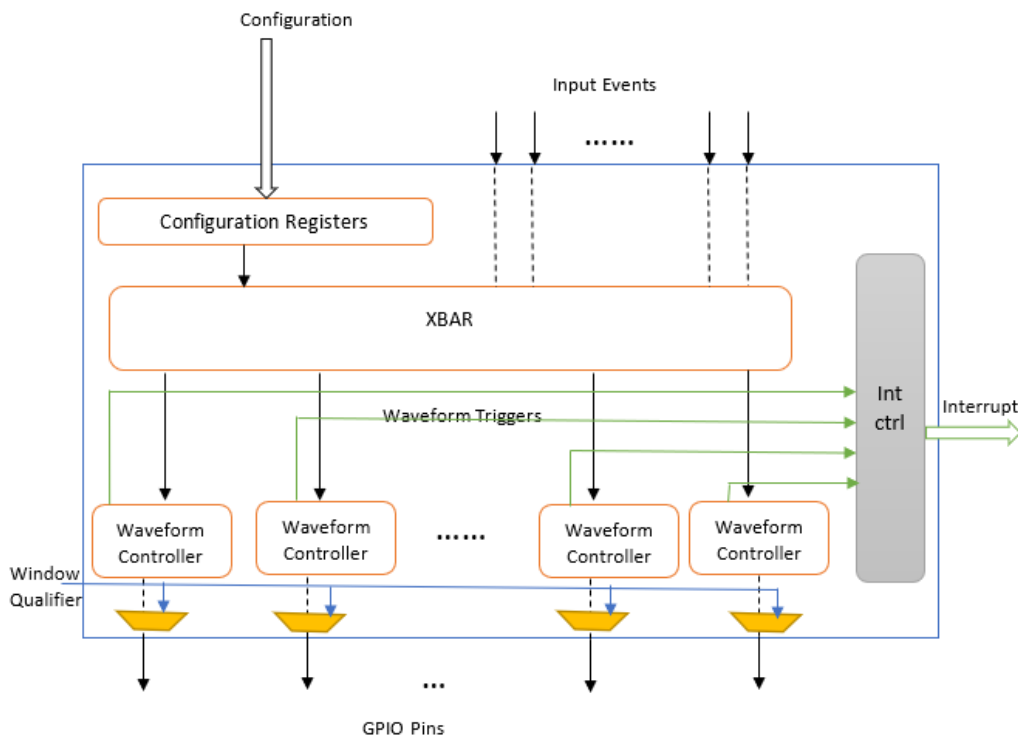 Configuration
Input Events
......
Configuration Registers
XBAR
Int
ctrl
Interrupt
Waveform Triggers
Waveform
Controller
Waveform
Controller
......
Waveform
Controller
Waveform
Controller
Window
Qualifier
...
GPIO Pins